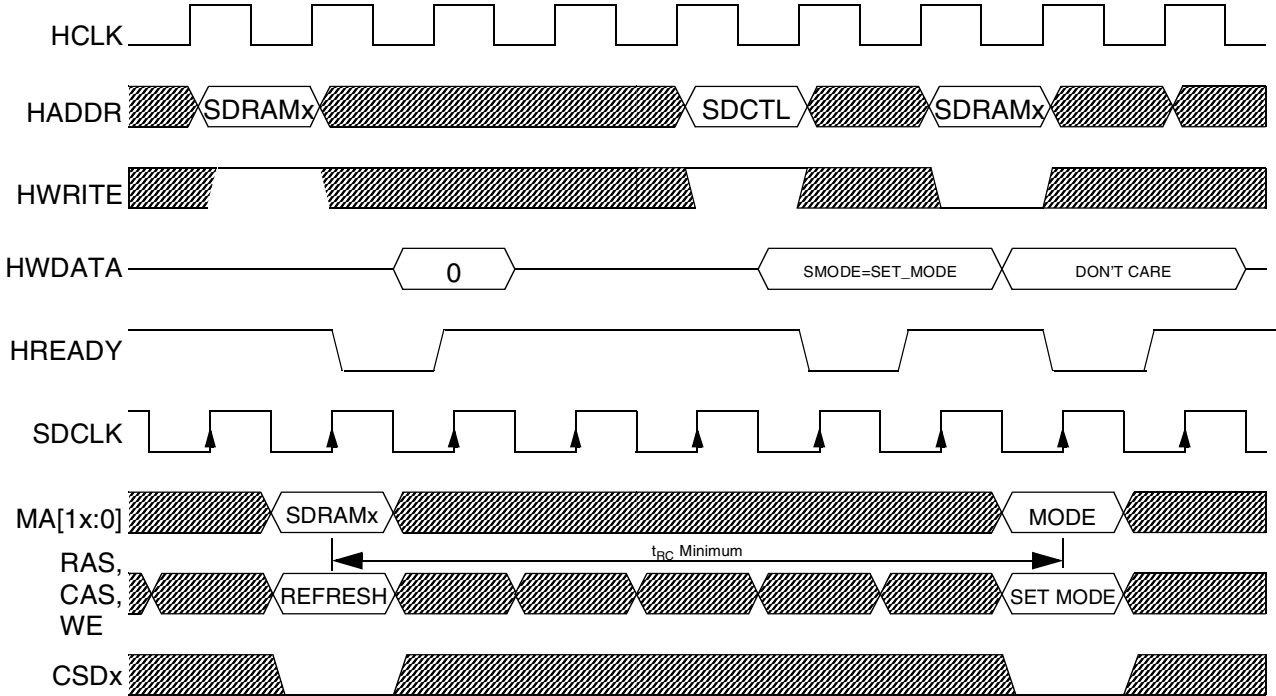 HCLK
HADDR SDRAMx SDCTL SDRAMx
HWRITE
HWDATA 0 SMODE=SET_MODE DON'T CARE
HREADY
SDCLK
MA[1x:0] SDRAMx MODE
tRC Minimum
RAS,
CAS, REFRESH SET MODE
WE
CSDx